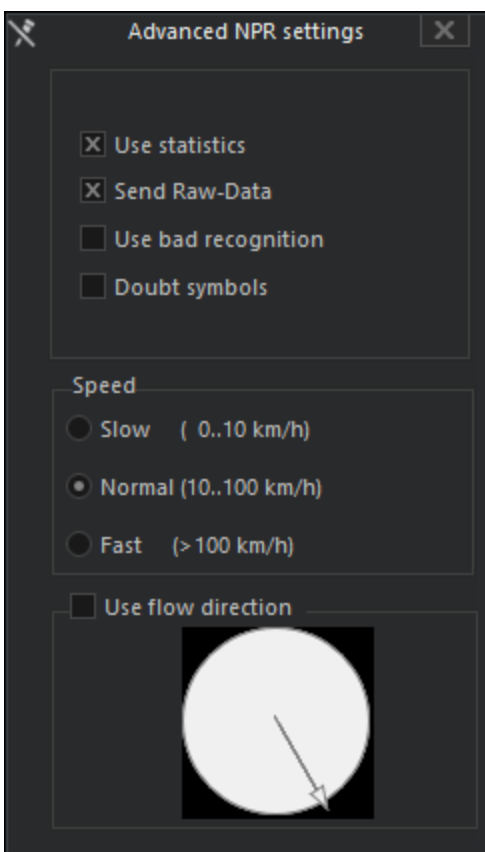 Advanced NPR settings
Use statistics
Send Raw-Data
Use bad recognition
Doubt symbols
Speed
Slow ( 0..10 km/h)
Normal (10..100 km/h)
Fast (>100 km/h)
Use flow direction